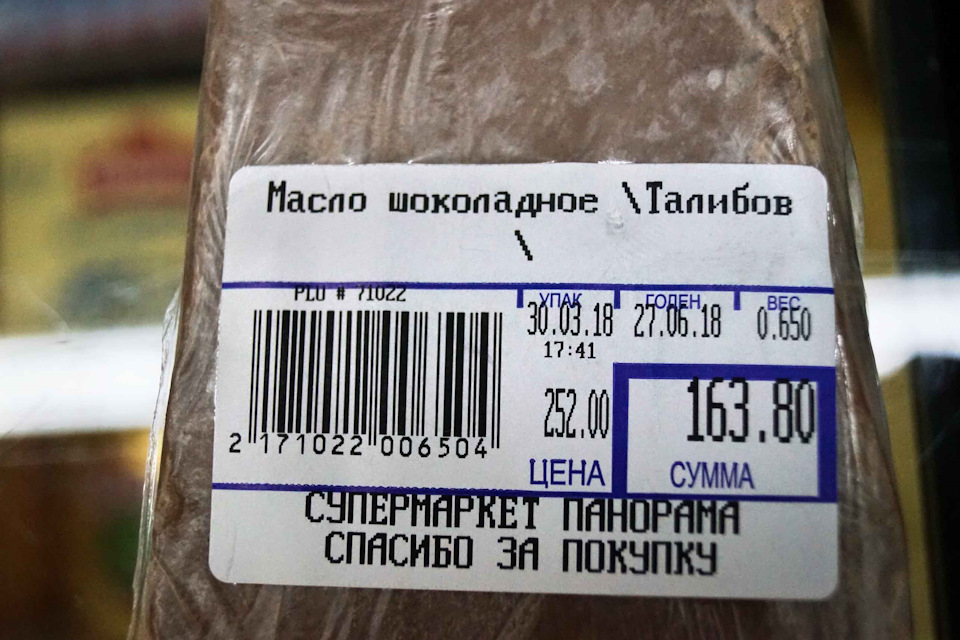 Масло шоколадное \Талибов
\
PLU # 71022
УПАК ГОДЕН ВЕС
30.03.18 27.06.18 0.650
17:41
252.00 163.80
2 171022 006504
ЦЕНА СУММА
СУПЕРМАРКЕТ ПАНОРАМА
СПАСИБО ЗА ПОКУПКУ